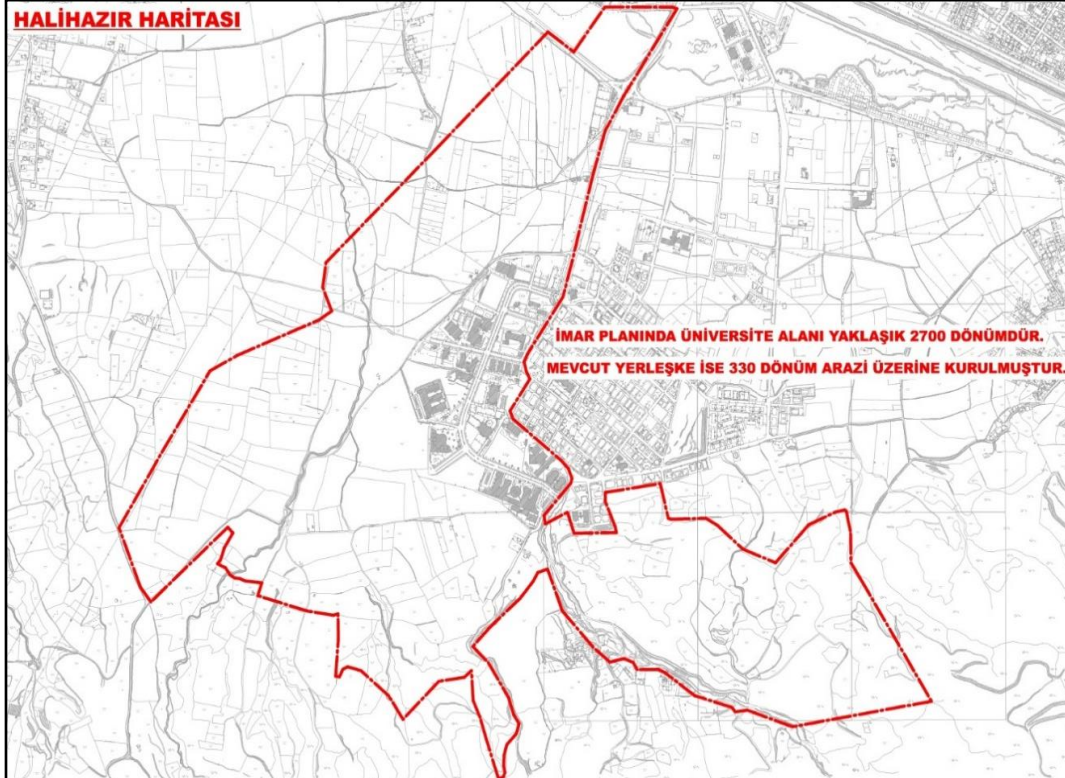 HALİHAZIR HARİTASI
İMAR PLANINDA ÜNİVERSİTE ALANI YAKLAŞIK 2700 DÖNÜMDÜR.
MEVCUT YERLEŞKE İSE 330 DÖNÜM ARAZİ ÜZERİNE KURULMUŞTUR.